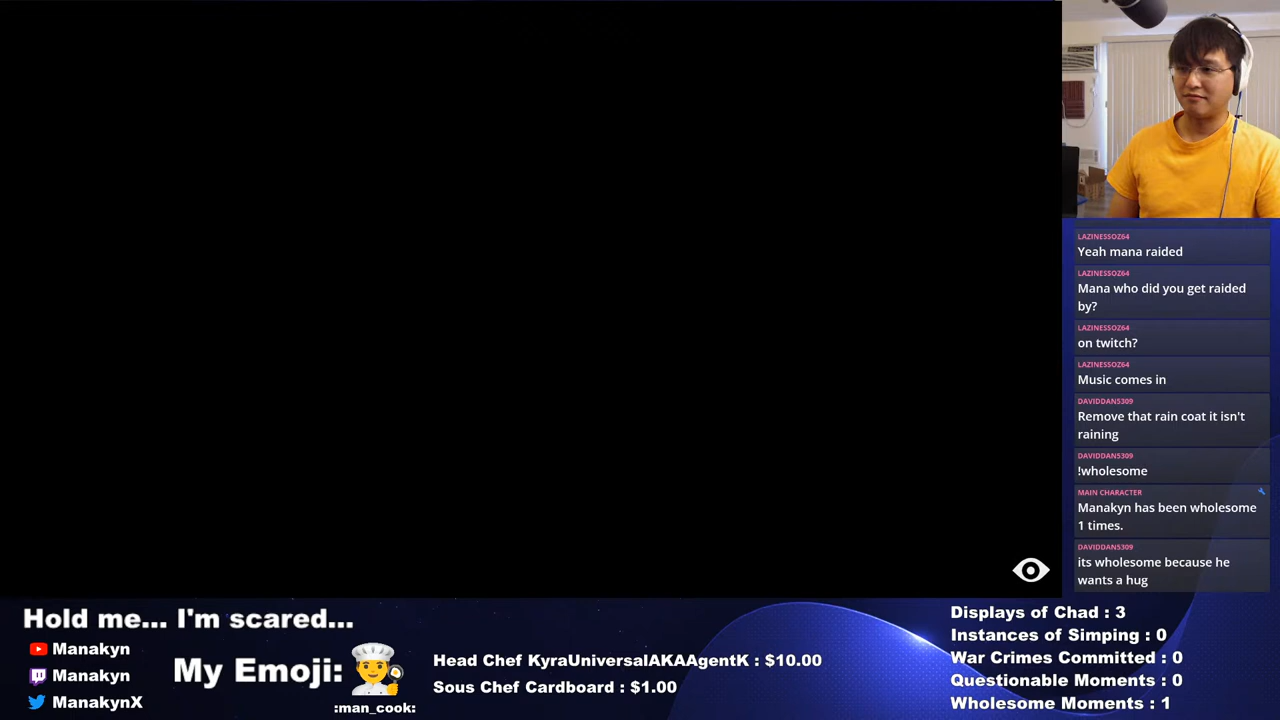 LAZINESSOZ64
Yeah mana raided
LAZINESSOZ64
Mana who did you get raided
by?
LAZINESSOZ64
on twitch?
LAZINESSOZ64
Music comes in
DAVIDDAN5309
Remove that rain coat it isn't
raining
DAVIDDAN5309
!wholesome
MAIN CHARACTER
Manakyn has been wholesome
1 times.
DAVIDDAN5309
its wholesome because he
wants a hug
Hold me... I'm scared...
Manakyn
Manakyn
ManakynX
My Emoji:
:man_cook:
Head Chef KyraUniversalAKAAgentK : $10.00
Sous Chef Cardboard : $1.00
Displays of Chad : 3
Instances of Simping : 0
War Crimes Committed : 0
Questionable Moments : 0
Wholesome Moments : 1